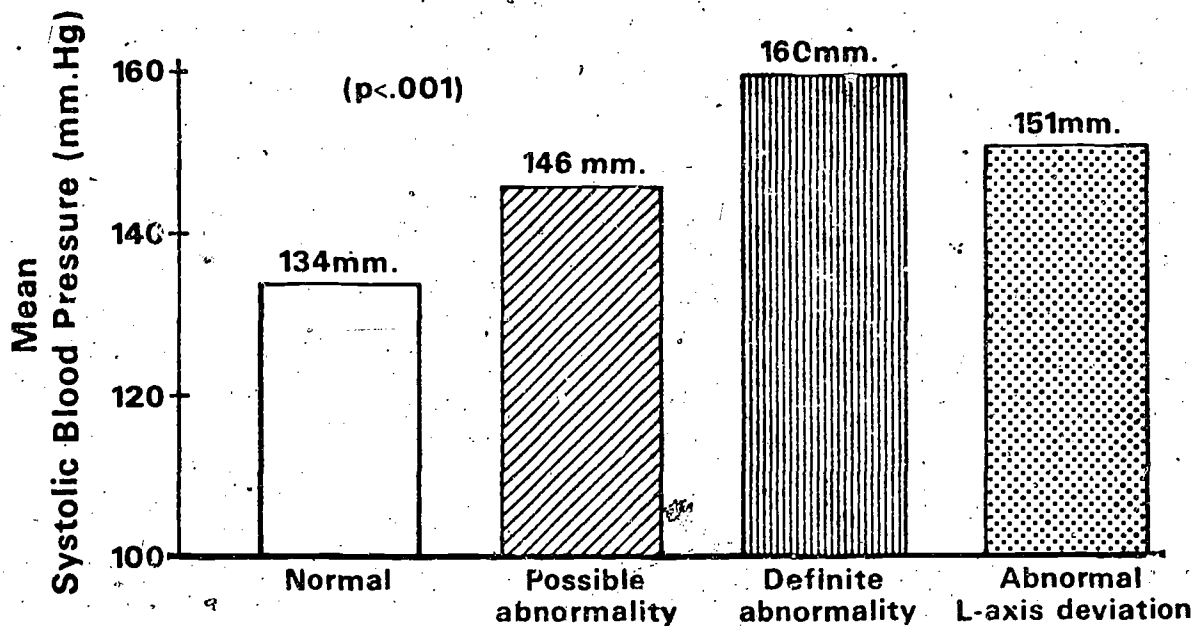 Mean
Systolic Blood Pressure (mm.Hg)
160
140
120
100
(p<.001)
134mm.
146 mm.
160mm.
151mm.
Normal
Possible
abnormality
Definite
abnormality
Abnormal
L-axis deviation